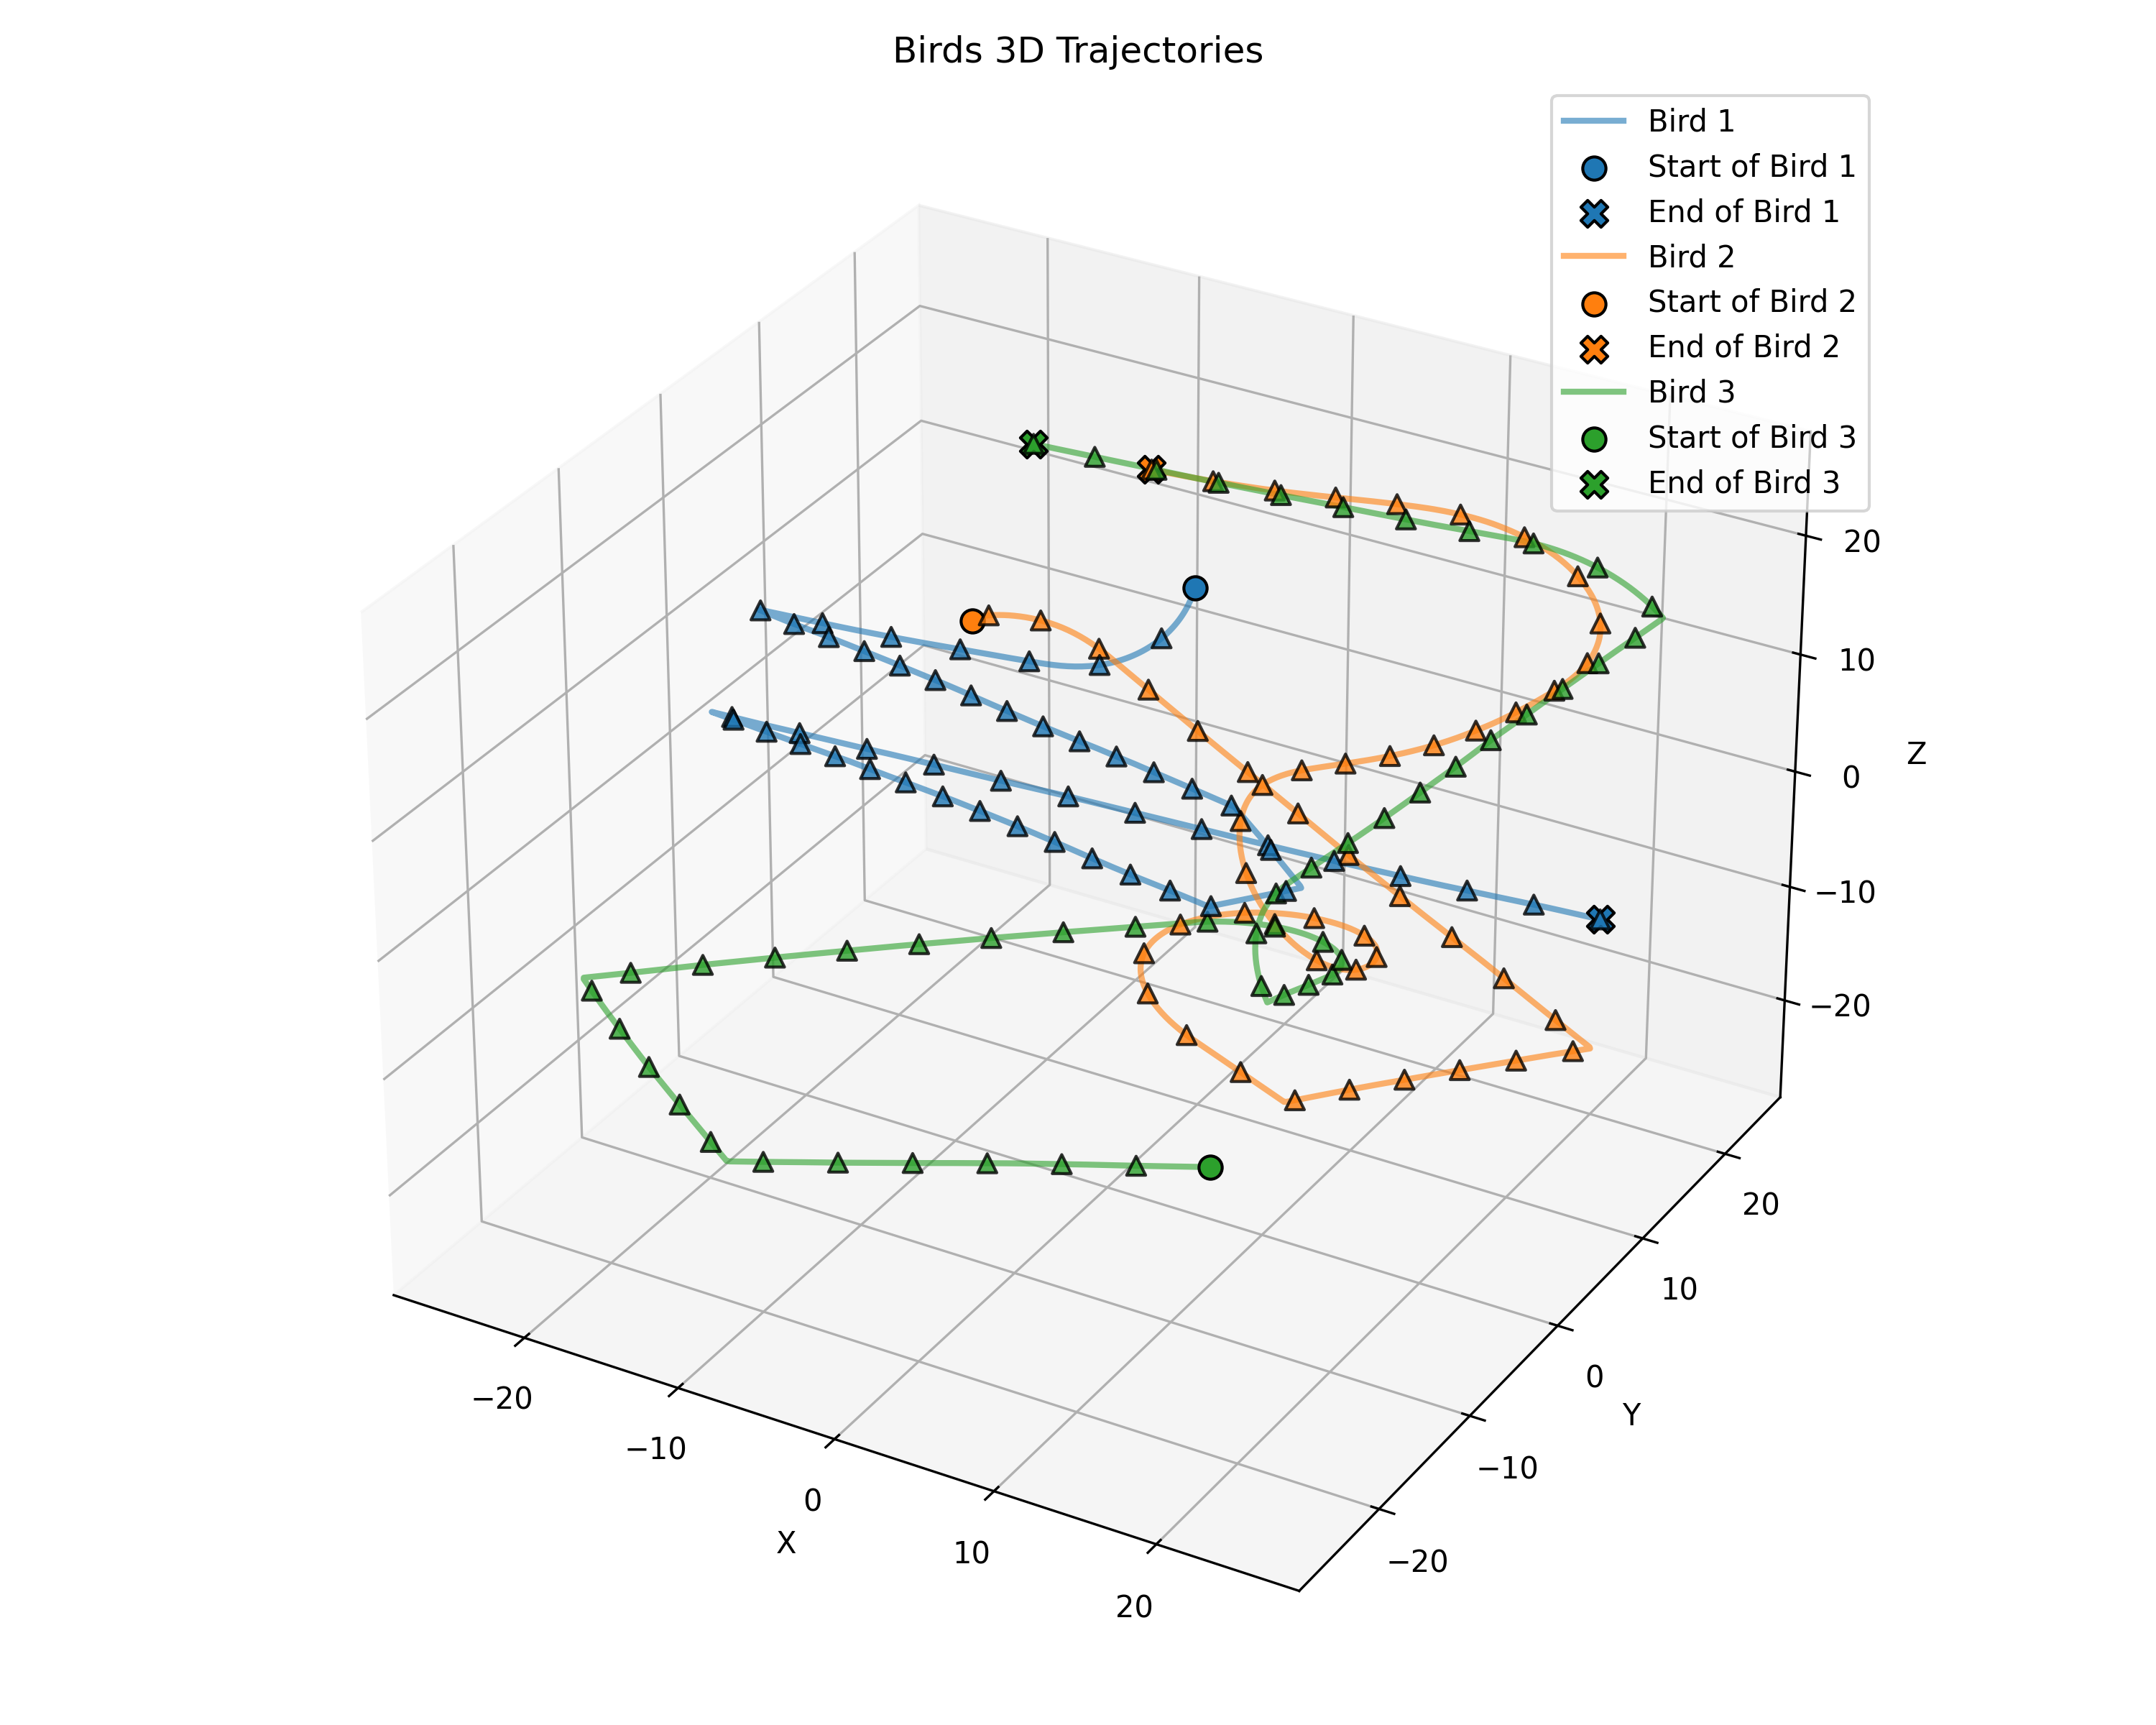 Birds 3D Trajectories
Bird 1
Start of Bird 1
End of Bird 1
Bird 2
Start of Bird 2
End of Bird 2
Bird 3
Start of Bird 3
End of Bird 3
20
10
0
−10
−20
Z
20
10
0
−10
−20
Y
−20
−10
0
10
20
X